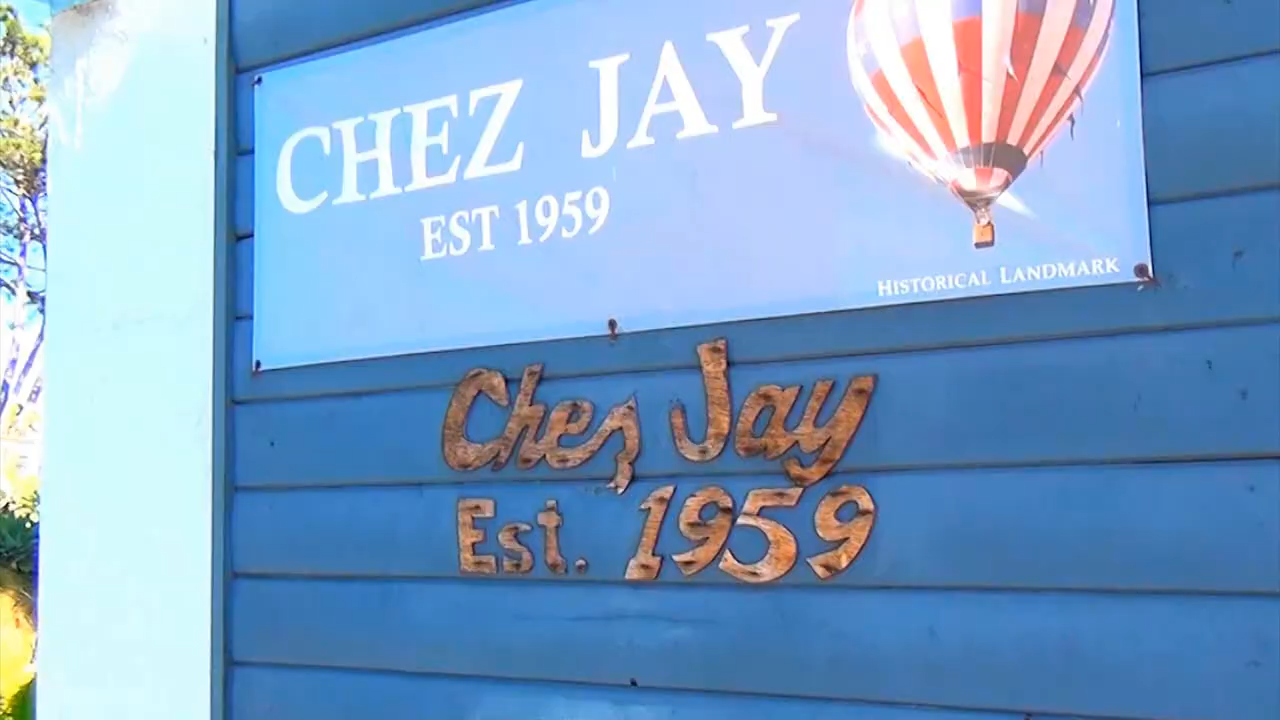 CHEZ JAY
EST 1959
HISTORICAL LANDMARK
Chez Jay
Est. 1959